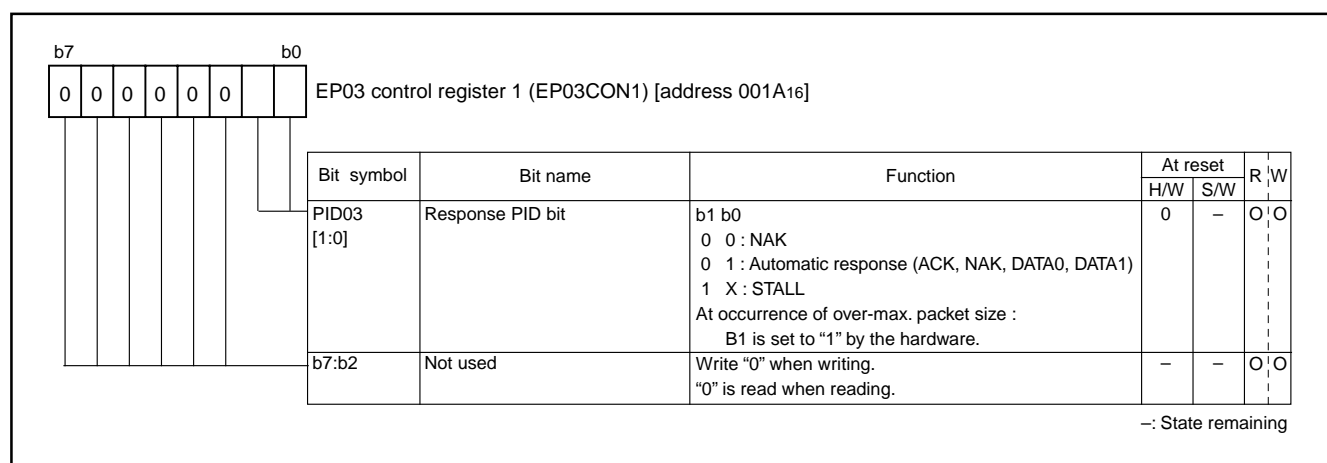 b7 b0
0 0 0 0 0 0 EP03 control register 1 (EP03CON1) [address 001A16]
Bit symbol Bit name Function At reset R W
H/W S/W
PID03 Response PID bit b1 b0 0 – O O
[1:0] 0 0 : NAK
0 1 : Automatic response (ACK, NAK, DATA0, DATA1)
1 X : STALL
At occurrence of over-max. packet size :
B1 is set to “1” by the hardware.
b7:b2 Not used Write “0” when writing. – – O O
“0” is read when reading.
–: State remaining